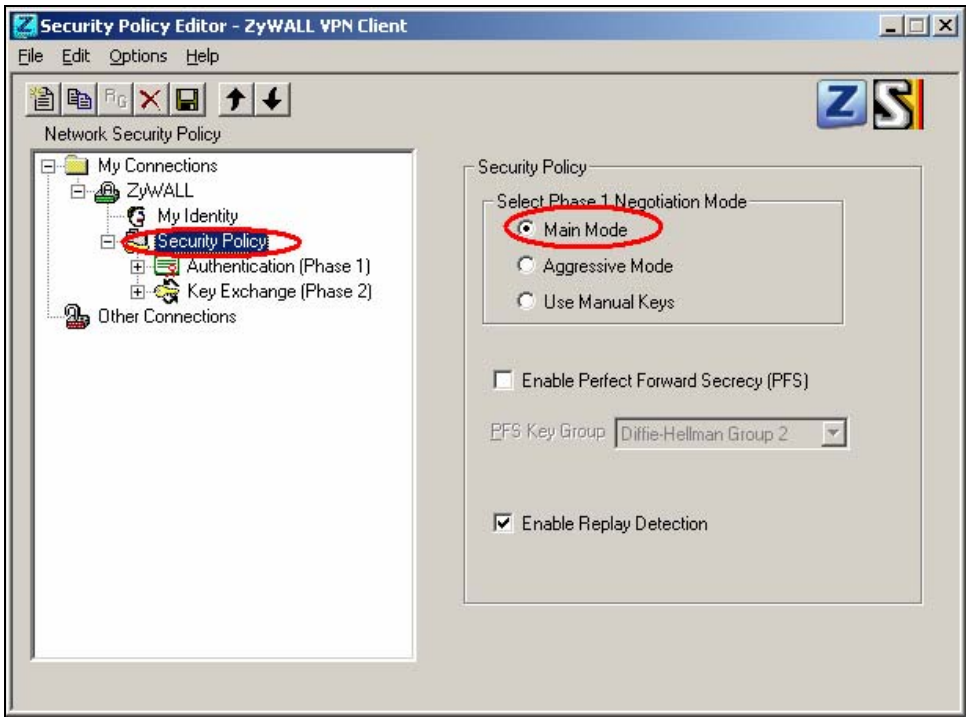 Security Policy Editor - ZyWALL VPN Client
File Edit Options Help
Network Security Policy
My Connections
ZyWALL
My Identity
Security Policy
Authentication (Phase 1)
Key Exchange (Phase 2)
Other Connections
Security Policy
Select Phase 1 Negotiation Mode
Main Mode
Aggressive Mode
Use Manual Keys
Enable Perfect Forward Secrecy (PFS)
PFS Key Group Diffie-Hellman Group 2
Enable Replay Detection